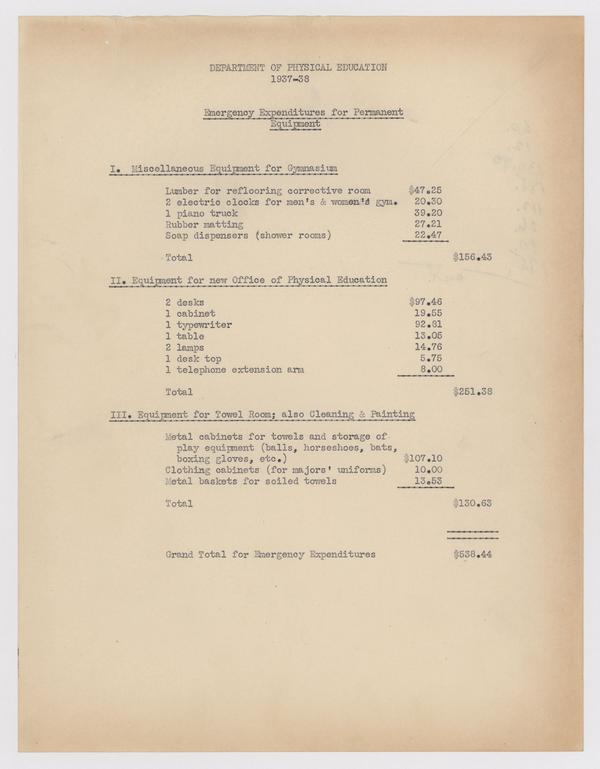 DEPARTMENT OF PHYSICAL EDUCATION
1937-38
Emergency Expenditures for Permanent
Equipment
I. Miscellaneous Equipment for Gymnasium
Lumber for reflooring corrective room $47.25
2 electric clocks for men's & women's gym. 20.30
1 piano truck 39.20
Rubber matting 27.21
Soap dispensers (shower rooms) 22.47
Total $156.43
II. Equipment for new Office of Physical Education
2 desks $97.46
1 cabinet 19.55
1 typewriter 92.81
1 table 13.05
2 lamps 14.76
1 desk top 5.75
1 telephone extension arm 8.00
Total $251.38
III. Equipment for Towel Room; also Cleaning & Painting
Metal cabinets for towels and storage of
play equipment (balls, horseshoes, bats,
boxing gloves, etc.) $107.10
Clothing cabinets (for majors' uniforms) 10.00
Metal baskets for soiled towels 13.53
Total $130.63
Grand Total for Emergency Expenditures $538.44